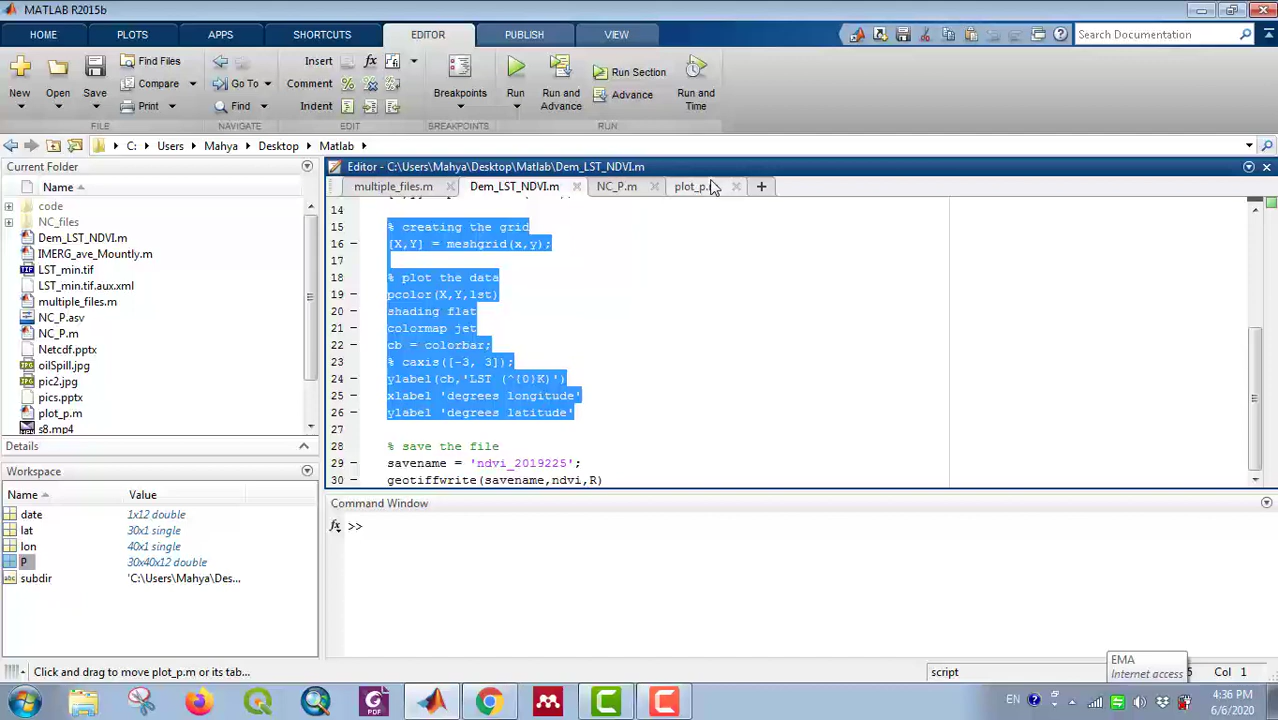 MATLAB R2015b
HOME PLOTS APPS SHORTCUTS EDITOR PUBLISH VIEW Search Documentation
New Open Save Find Files Compare Print Go To Find Insert fx Comment Indent Breakpoints Run Run and Advance Run Section Advance Run and Time
FILE NAVIGATE EDIT BREAKPOINTS RUN
C: Users Mahya Desktop Matlab
Current Folder
Name
code
NC_files
Dem_LST_NDVI.m
IMERG_ave_Mountly.m
LST_min.tif
LST_min.tif.aux.xml
multiple_files.m
NC_P.asv
NC_P.m
Netcdf.pptx
oilSpill.jpg
pic2.jpg
pics.pptx
plot_p.m
s8.mp4
Details
Workspace
Name Value
date 1x12 double
lat 30x1 single
lon 40x1 single
P 30x40x12 double
subdir 'C:\Users\Mahya\Des...
Editor - C:\Users\Mahya\Desktop\Matlab\Dem_LST_NDVI.m
multiple_files.m Dem_LST_NDVI.m NC_P.m plot_p.
14
15 % creating the grid
16 [X,Y] = meshgrid(x,y);
17
18 % plot the data
19 pcolor(X,Y,lst)
20 shading flat
21 colormap jet
22 cb = colorbar;
23 % caxis([-3, 3]);
24 ylabel(cb,'LST (^{0}K)')
25 xlabel 'degrees longitude'
26 ylabel 'degrees latitude'
27
28 % save the file
29 savename = 'ndvi_2019225';
30 geotiffwrite(savename,ndvi,R)
Command Window
fx >>
EMA
Internet access
Click and drag to move plot_p.m or its tab... script Col 1
EN 4:36 PM
6/6/2020